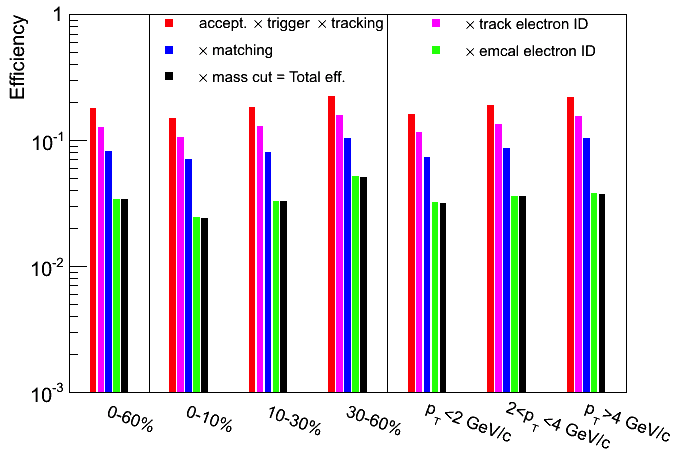 Efficiency
1
10-1
10-2
10-3
accept. × trigger × tracking
× track electron ID
× matching
× emcal electron ID
× mass cut = Total eff.
0-60%
0-10%
10-30%
30-60%
pT <2 GeV/c
2<pT <4 GeV/c
pT >4 GeV/c